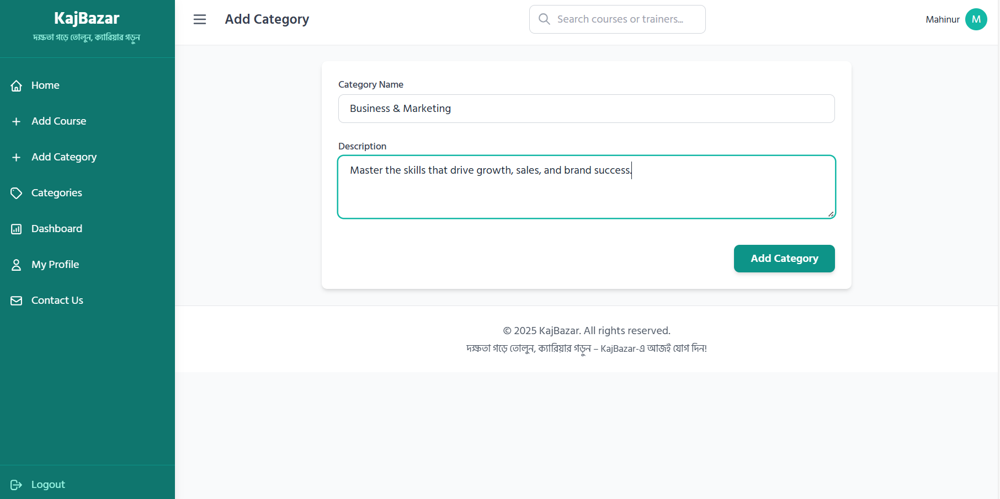 KajBazar
দক্ষতা গড়ে তোলুন, ক্যারিয়ার গড়ুন
Home
Add Course
Add Category
Categories
Dashboard
My Profile
Contact Us
Logout
Add Category
Search courses or trainers...
Mahinur
M
Category Name
Business & Marketing
Description
Master the skills that drive growth, sales, and brand success.
Add Category
© 2025 KajBazar. All rights reserved.
দক্ষতা গড়ে তোলুন, ক্যারিয়ার গড়ুন – KajBazar-এ আজই যোগ দিন!